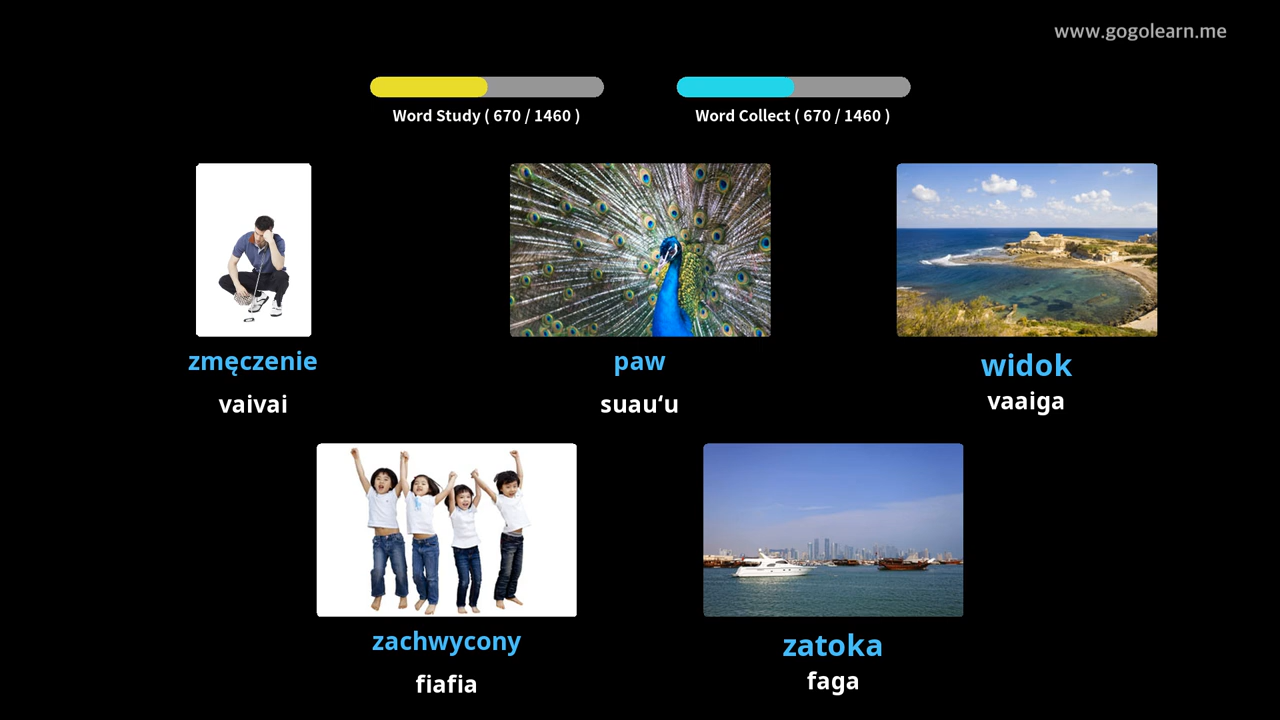 www.gogolearn.me
Word Study ( 670 / 1460 )
Word Collect ( 670 / 1460 )
zmęczenie
vaivai
paw
suauʻu
widok
vaaiga
zachwycony
fiafia
zatoka
faga